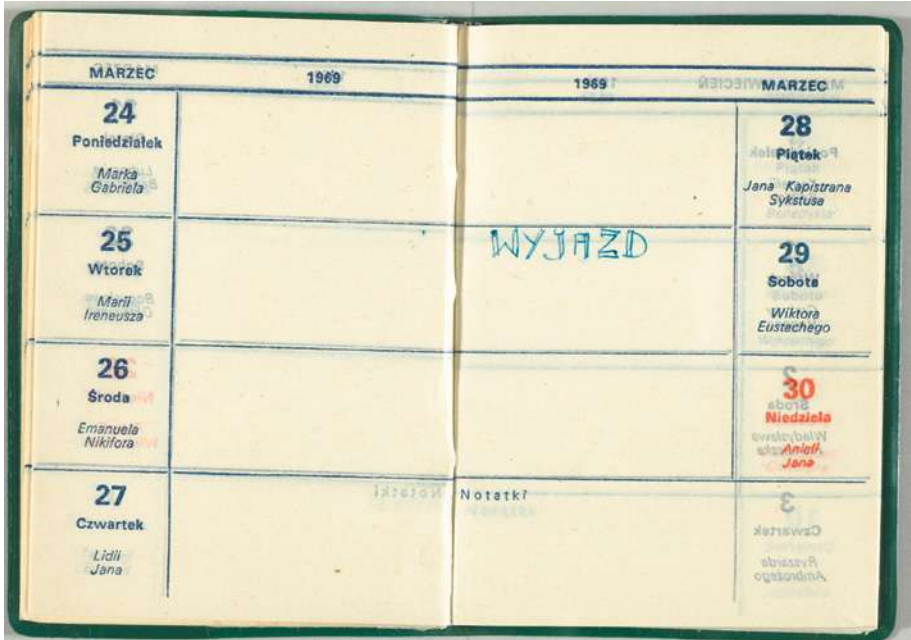 MARZEC 1969
24
Poniedziałek
Marka
Gabriela
25
Wtorek
Marii
Ireneusza
26
Środa
Emanuela
Nikifora
27
Czwartek
Lidii
Jana
1969 MARZEC
28
Piątek
Jana Kapistrana
Sykstusa
WYJAZD
29
Sobota
Wiktora
Eustachego
30
Niedziela
Anieli
Jana
Notatki